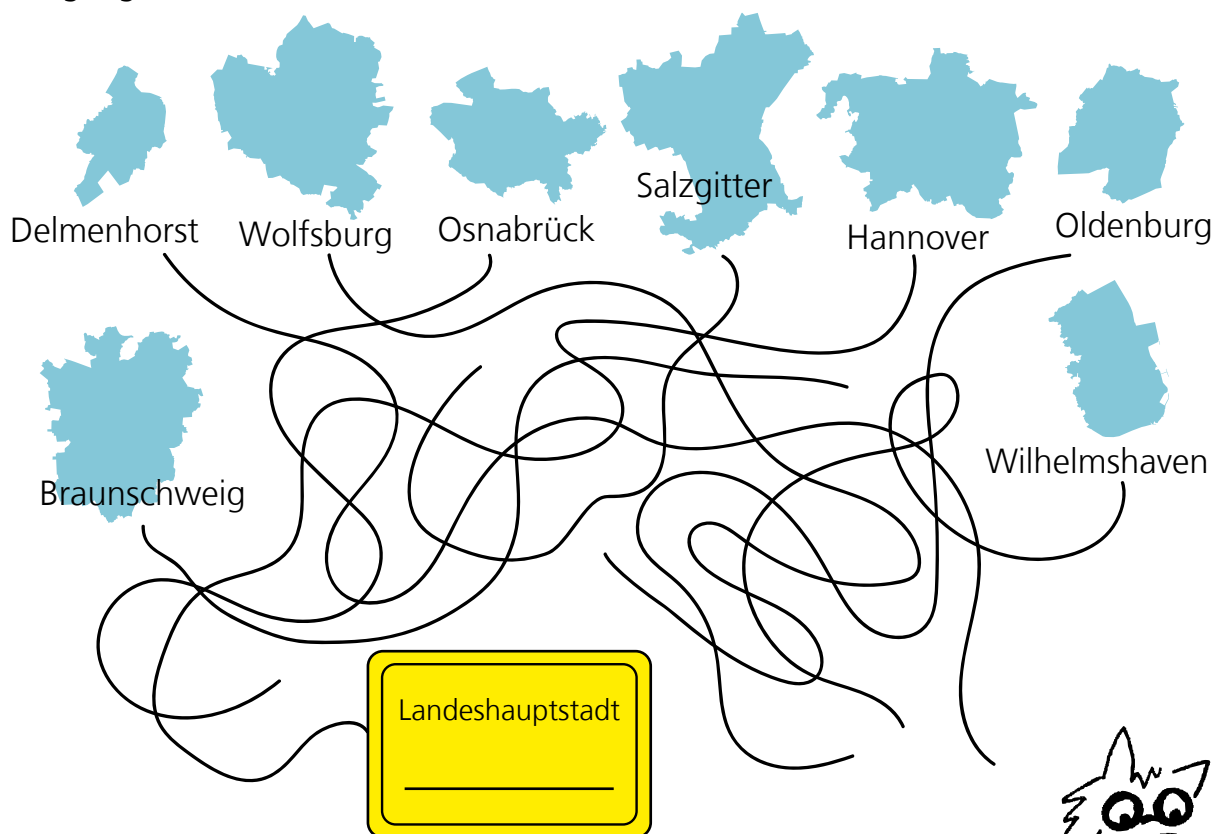 Delmenhorst
Wolfsburg
Osnabrück
Salzgitter
Hannover
Oldenburg
Braunschweig
Wilhelmshaven
Landeshauptstadt